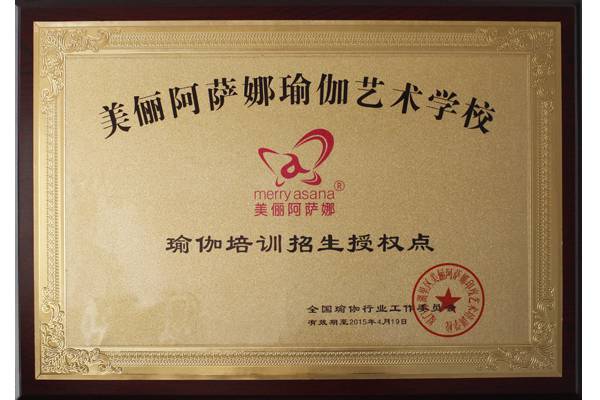 美俪阿萨娜瑜伽艺术学校
merry asana®
美俪阿萨娜
瑜伽培训招生授权点
全国瑜伽行业工作委员会
有效期至2015年4月19日